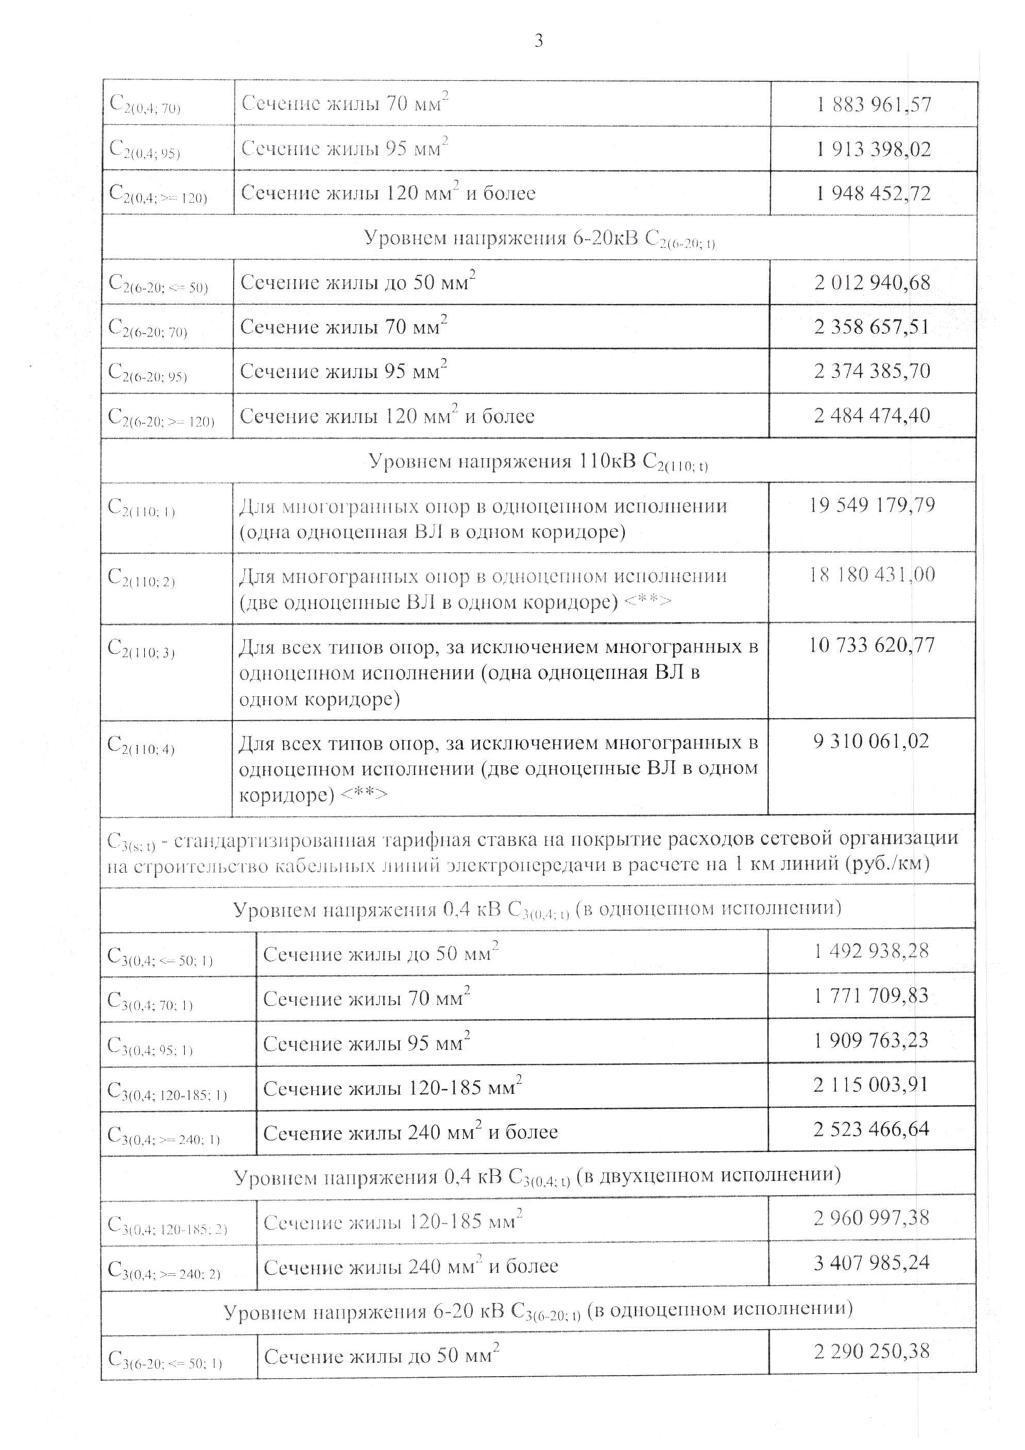 3
C2(0,4; 70) Сечение жилы 70 мм2 1 883 961,57
C2(0,4; 95) Сечение жилы 95 мм2 1 913 398,02
C2(0,4; >= 120) Сечение жилы 120 мм2 и более 1 948 452,72
Уровнем напряжения 6-20кВ C2(6-20; t)
C2(6-20; <= 50) Сечение жилы до 50 мм2 2 012 940,68
C2(6-20; 70) Сечение жилы 70 мм2 2 358 657,51
C2(6-20; 95) Сечение жилы 95 мм2 2 374 385,70
C2(6-20; >= 120) Сечение жилы 120 мм2 и более 2 484 474,40
Уровнем напряжения 110кВ C2(110; t)
C2(110; 1) Для многогранных опор в одноцепном исполнении 19 549 179,79
(одна одноцепная ВЛ в одном коридоре)
C2(110; 2) Для многогранных опор в одноцепном исполнении 18 180 431,00
(две одноцепные ВЛ в одном коридоре) <**>
C2(110; 3) Для всех типов опор, за исключением многогранных в 10 733 620,77
одноцепном исполнении (одна одноцепная ВЛ в
одном коридоре)
C2(110; 4) Для всех типов опор, за исключением многогранных в 9 310 061,02
одноцепном исполнении (две одноцепные ВЛ в одном
коридоре) <**>
C3(s; t) - стандартизированная тарифная ставка на покрытие расходов сетевой организации
на строительство кабельных линий электропередачи в расчете на 1 км линий (руб./км)
Уровнем напряжения 0,4 кВ C3(0,4; t) (в одноцепном исполнении)
C3(0,4; <= 50; 1) Сечение жилы до 50 мм2 1 492 938,28
C3(0,4; 70; 1) Сечение жилы 70 мм2 1 771 709,83
C3(0,4; 95; 1) Сечение жилы 95 мм2 1 909 763,23
C3(0,4; 120-185; 1) Сечение жилы 120-185 мм2 2 115 003,91
C3(0,4; >= 240; 1) Сечение жилы 240 мм2 и более 2 523 466,64
Уровнем напряжения 0,4 кВ C3(0,4; t) (в двухцепном исполнении)
C3(0,4; 120-185; 2) Сечение жилы 120-185 мм2 2 960 997,38
C3(0,4; >= 240; 2) Сечение жилы 240 мм2 и более 3 407 985,24
Уровнем напряжения 6-20 кВ C3(6-20; t) (в одноцепном исполнении)
C3(6-20; <= 50; 1) Сечение жилы до 50 мм2 2 290 250,38